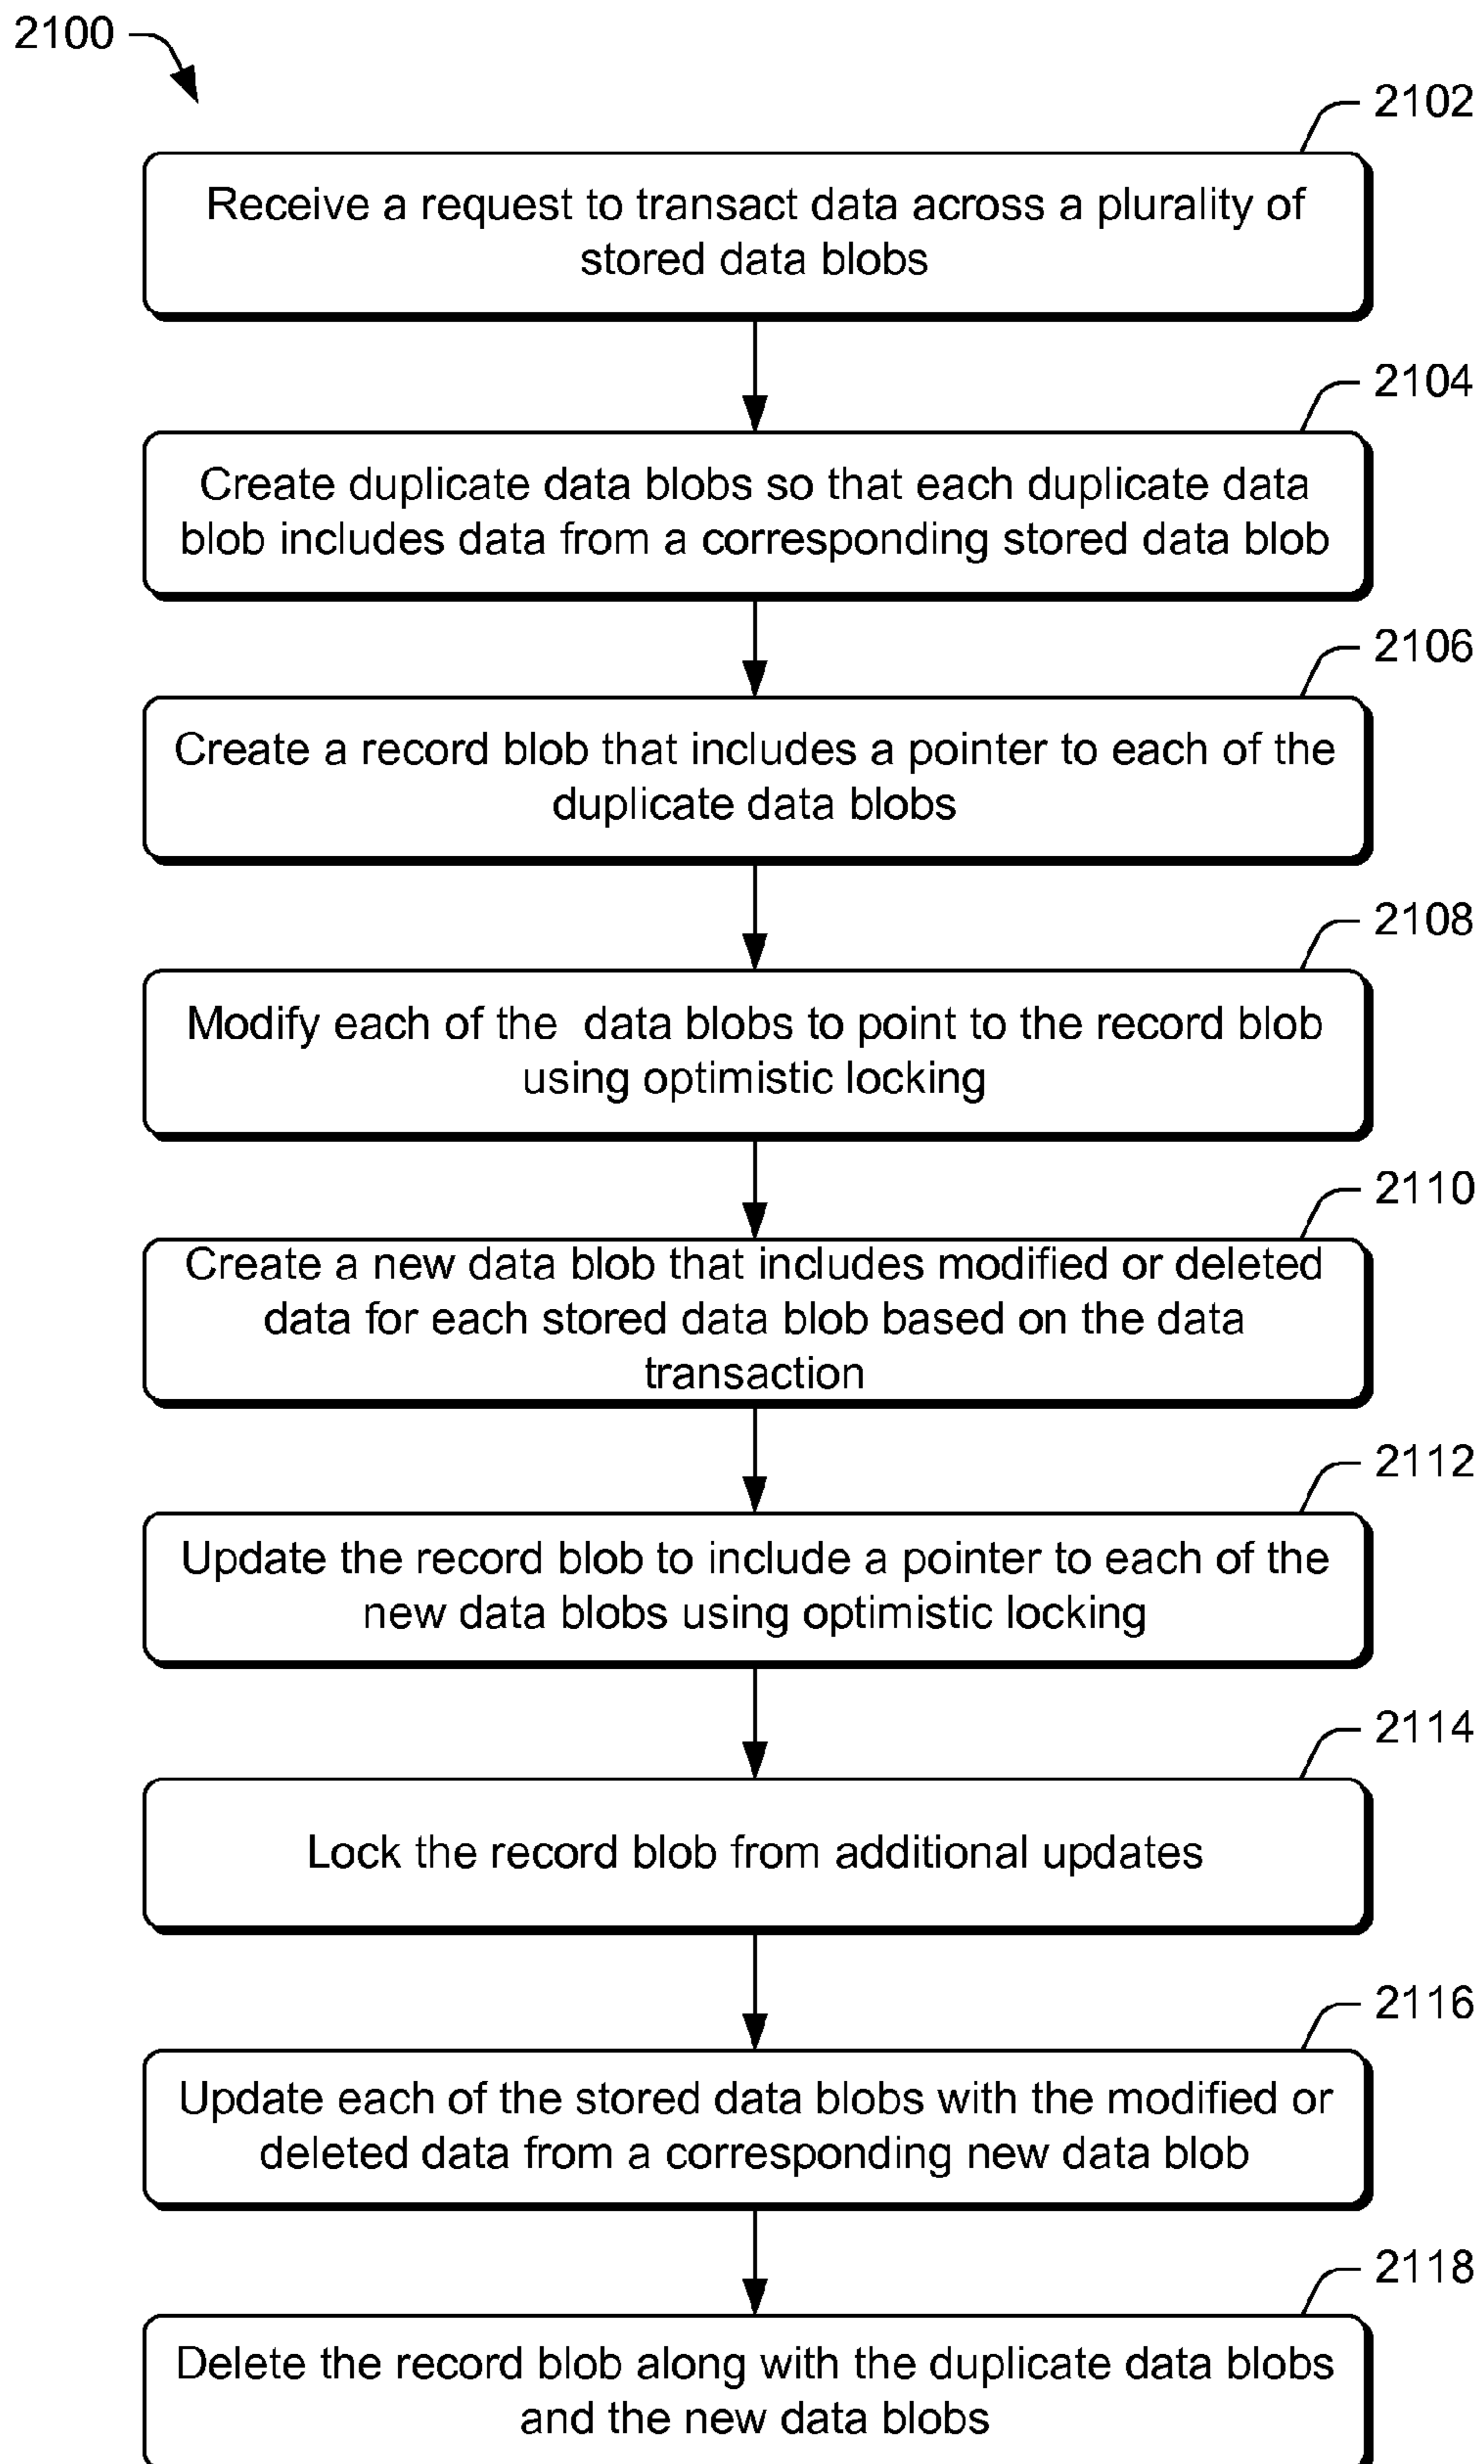 2100
2102
Receive a request to transact data across a plurality of
stored data blobs
2104
Create duplicate data blobs so that each duplicate data
blob includes data from a corresponding stored data blob
2106
Create a record blob that includes a pointer to each of the
duplicate data blobs
2108
Modify each of the data blobs to point to the record blob
using optimistic locking
2110
Create a new data blob that includes modified or deleted
data for each stored data blob based on the data
transaction
2112
Update the record blob to include a pointer to each of the
new data blobs using optimistic locking
2114
Lock the record blob from additional updates
2116
Update each of the stored data blobs with the modified or
deleted data from a corresponding new data blob
2118
Delete the record blob along with the duplicate data blobs
and the new data blobs